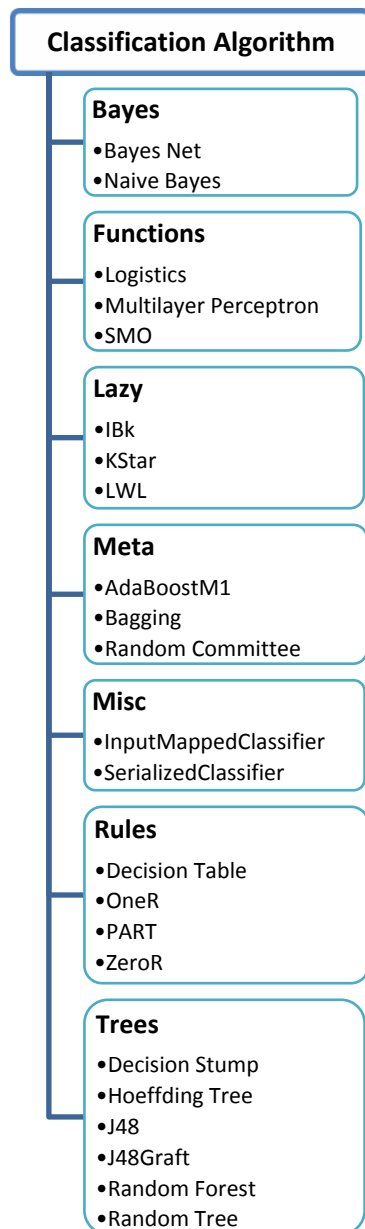 Classification Algorithm
Bayes
•Bayes Net
•Naive Bayes
Functions
•Logistics
•Multilayer Perceptron
•SMO
Lazy
•IBk
•KStar
•LWL
Meta
•AdaBoostM1
•Bagging
•Random Committee
Misc
•InputMappedClassifier
•SerializedClassifier
Rules
•Decision Table
•OneR
•PART
•ZeroR
Trees
•Decision Stump
•Hoeffding Tree
•J48
•J48Graft
•Random Forest
•Random Tree